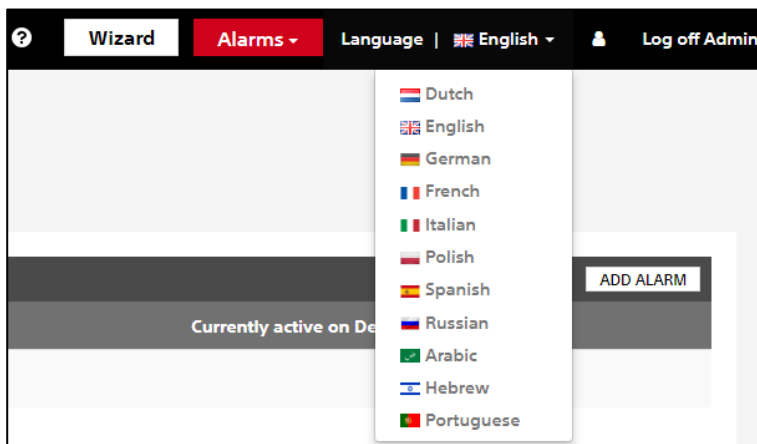 ? Wizard Alarms Language | English Log off Admin
Dutch
English
German
French
Italian
Polish
ADD ALARM
Spanish
Currently active on De
Russian
Arabic
Hebrew
Portuguese